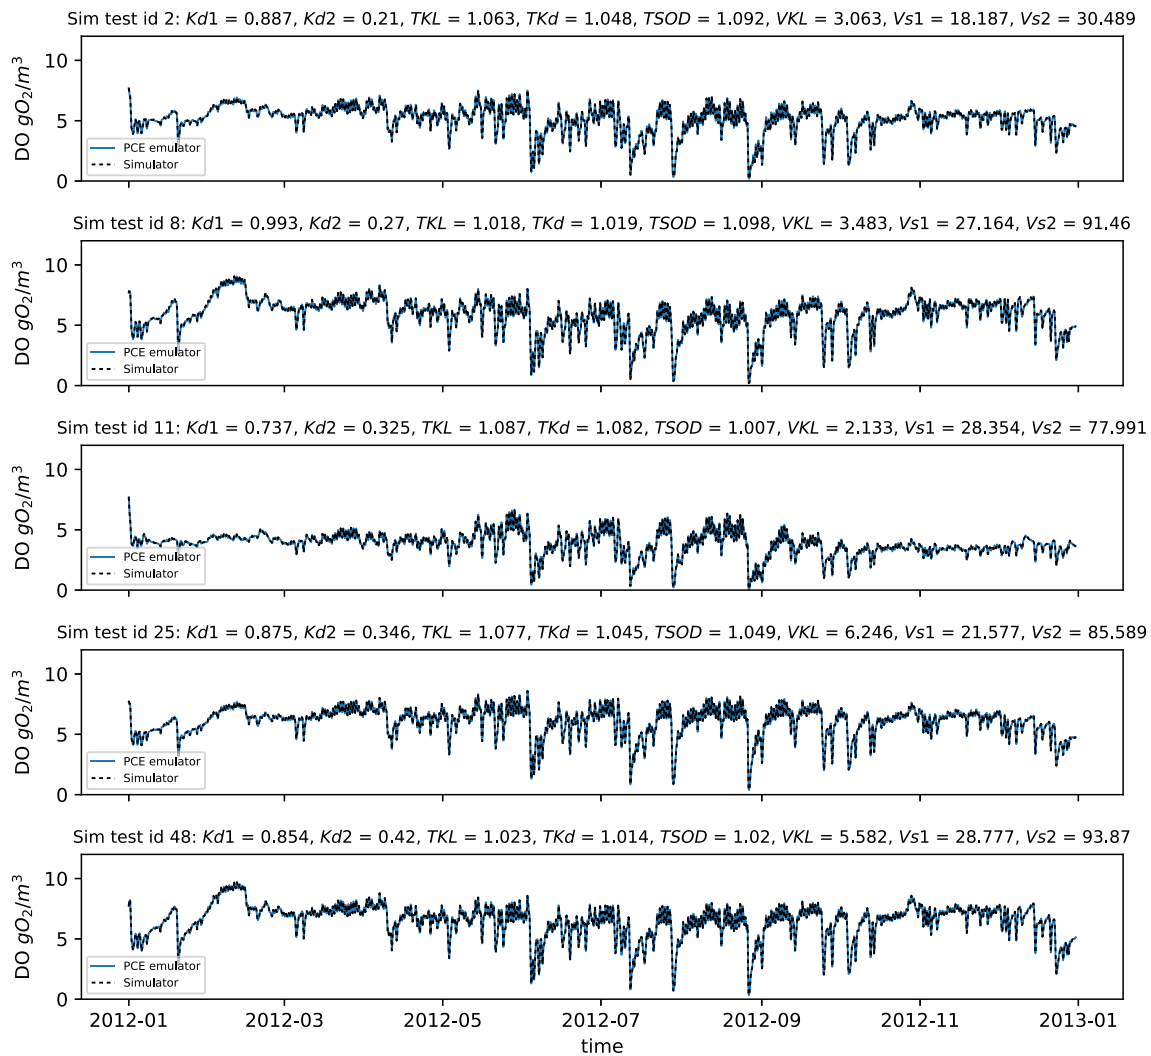 Sim test id 2: Kd1 = 0.887, Kd2 = 0.21, TKL = 1.063, TKd = 1.048, TSOD = 1.092, VKL = 3.063, Vs1 = 18.187, Vs2 = 30.489
10
5
0
DO gO₂/m³
PCE emulator
Simulator
Sim test id 8: Kd1 = 0.993, Kd2 = 0.27, TKL = 1.018, TKd = 1.019, TSOD = 1.098, VKL = 3.483, Vs1 = 27.164, Vs2 = 91.46
10
5
0
DO gO₂/m³
PCE emulator
Simulator
Sim test id 11: Kd1 = 0.737, Kd2 = 0.325, TKL = 1.087, TKd = 1.082, TSOD = 1.007, VKL = 2.133, Vs1 = 28.354, Vs2 = 77.991
10
5
0
DO gO₂/m³
PCE emulator
Simulator
Sim test id 25: Kd1 = 0.875, Kd2 = 0.346, TKL = 1.077, TKd = 1.045, TSOD = 1.049, VKL = 6.246, Vs1 = 21.577, Vs2 = 85.589
10
5
0
DO gO₂/m³
PCE emulator
Simulator
Sim test id 48: Kd1 = 0.854, Kd2 = 0.42, TKL = 1.023, TKd = 1.014, TSOD = 1.02, VKL = 5.582, Vs1 = 28.777, Vs2 = 93.87
10
5
0
DO gO₂/m³
PCE emulator
Simulator
2012-01 2012-03 2012-05 2012-07 2012-09 2012-11 2013-01
time